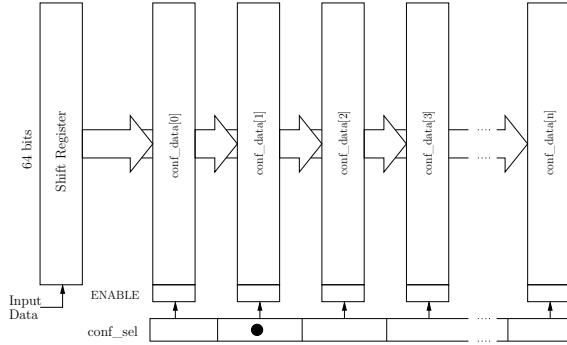 64 bits
Shift Register
conf_data[0]
conf_data[1]
conf_data[2]
conf_data[3]
conf_data[n]
Input
Data
ENABLE
conf_sel